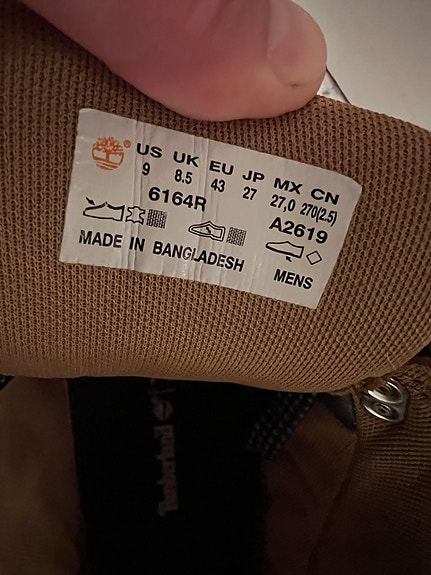 ® US UK EU JP MX CN
9 8.5 43 27 27,0 270(2.5)
6164R A2619
MADE IN BANGLADESH MENS
Timberland